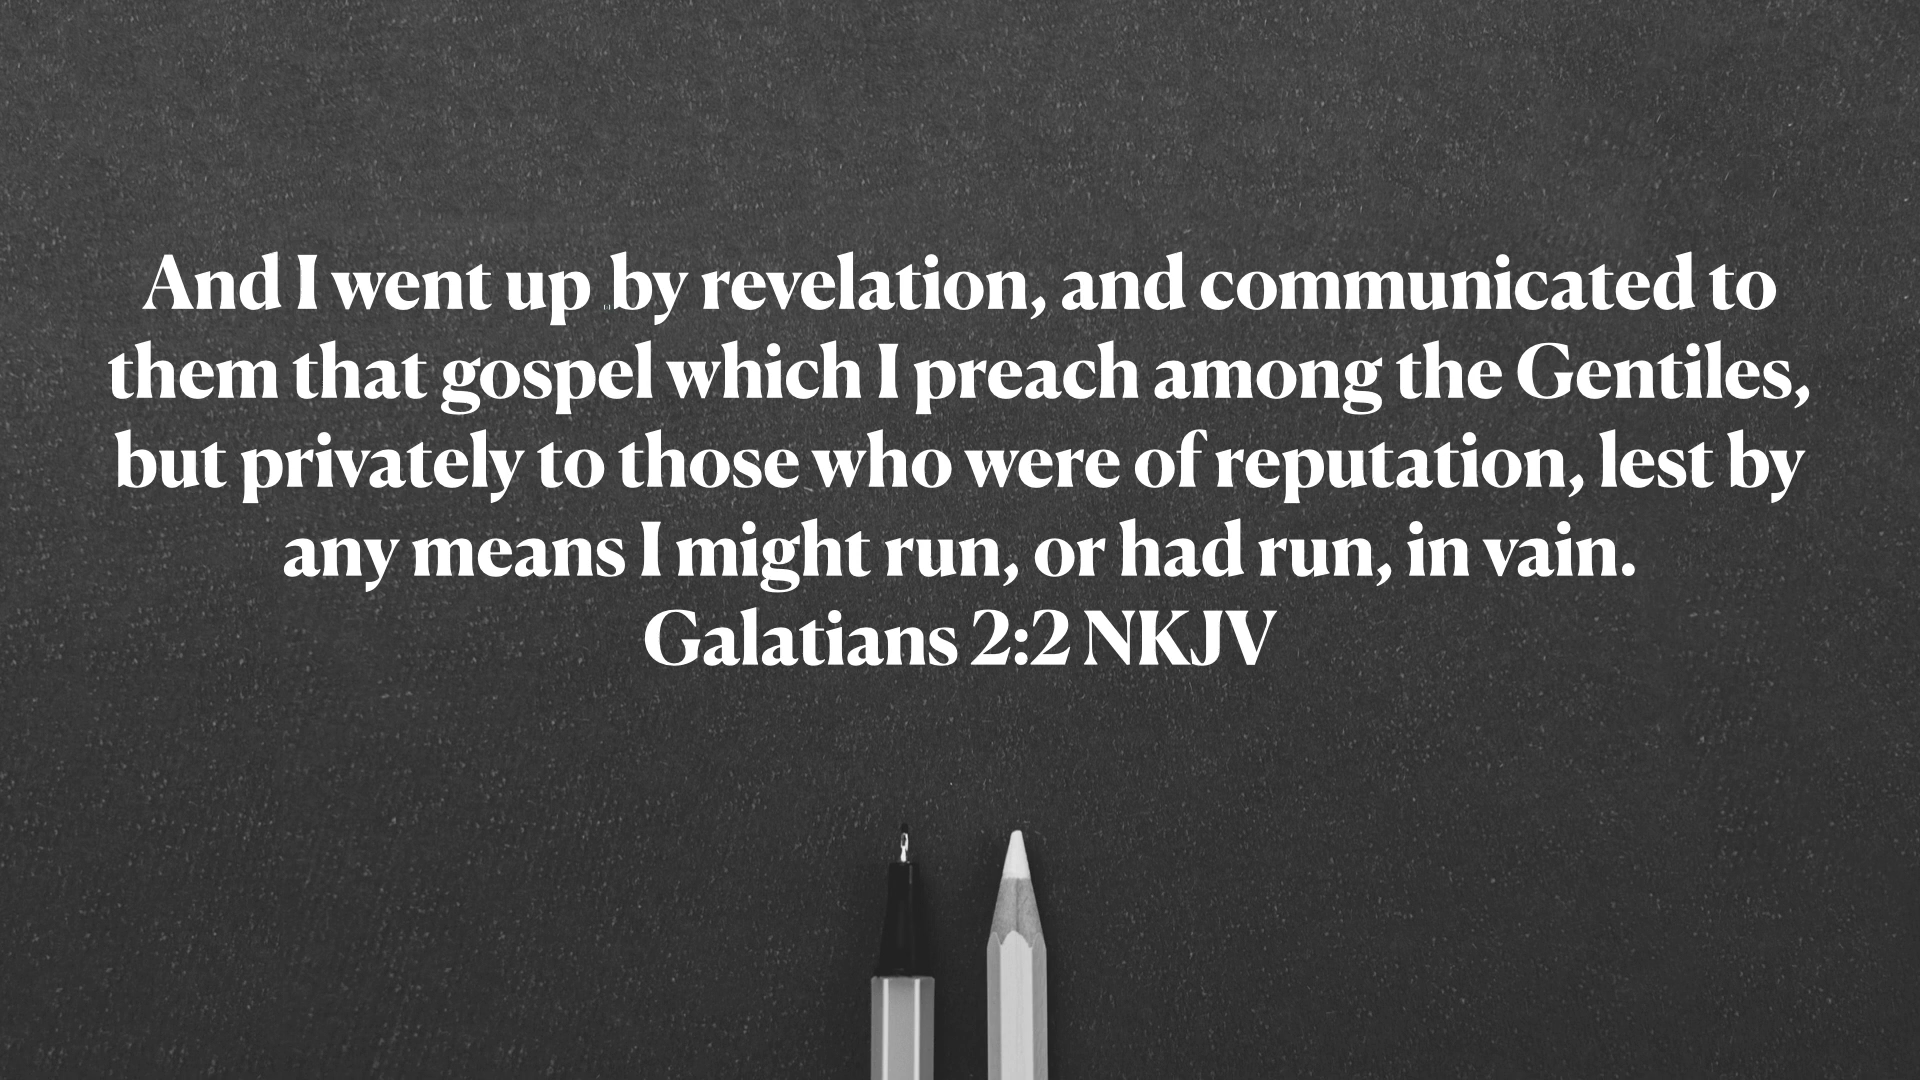 And I went up by revelation, and communicated to
them that gospel which I preach among the Gentiles,
but privately to those who were of reputation, lest by
any means I might run, or had run, in vain.
Galatians 2:2 NKJV